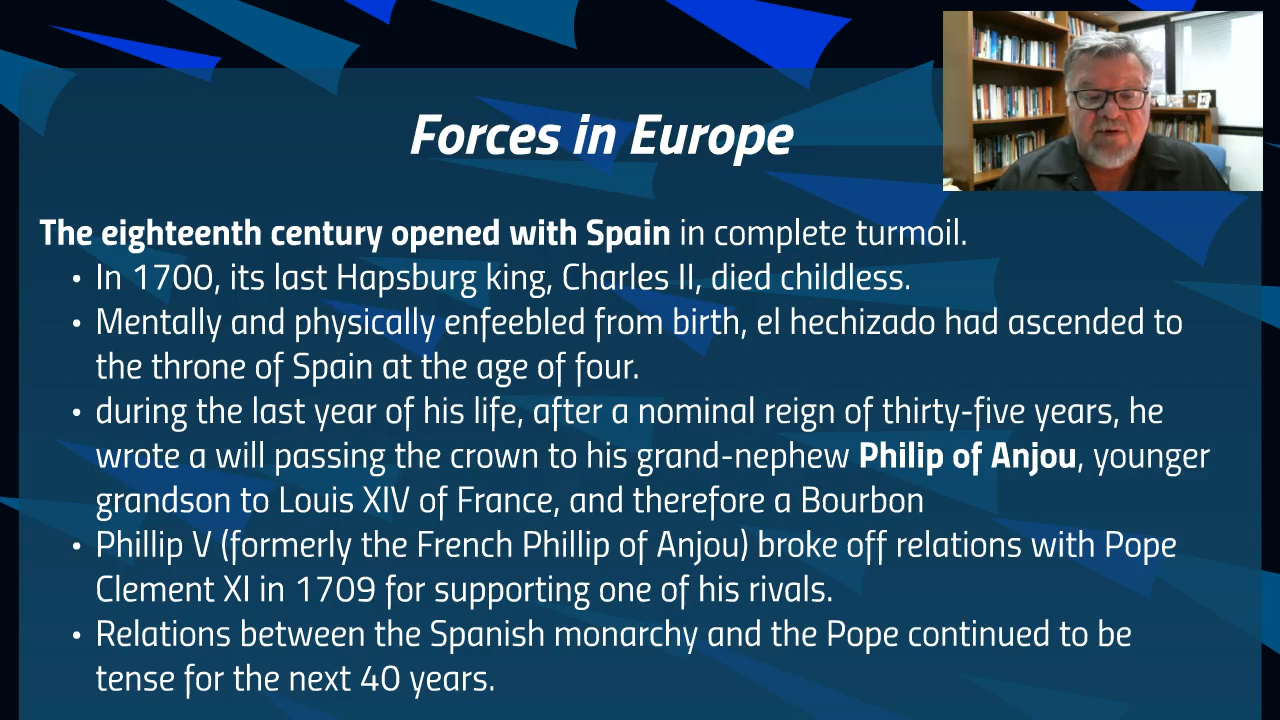 Forces in Europe
The eighteenth century opened with Spain in complete turmoil.
• In 1700, its last Hapsburg king, Charles II, died childless.
• Mentally and physically enfeebled from birth, el hechizado had ascended to
the throne of Spain at the age of four.
• during the last year of his life, after a nominal reign of thirty-five years, he
wrote a will passing the crown to his grand-nephew Philip of Anjou, younger
grandson to Louis XIV of France, and therefore a Bourbon
• Phillip V (formerly the French Phillip of Anjou) broke off relations with Pope
Clement XI in 1709 for supporting one of his rivals.
• Relations between the Spanish monarchy and the Pope continued to be
tense for the next 40 years.